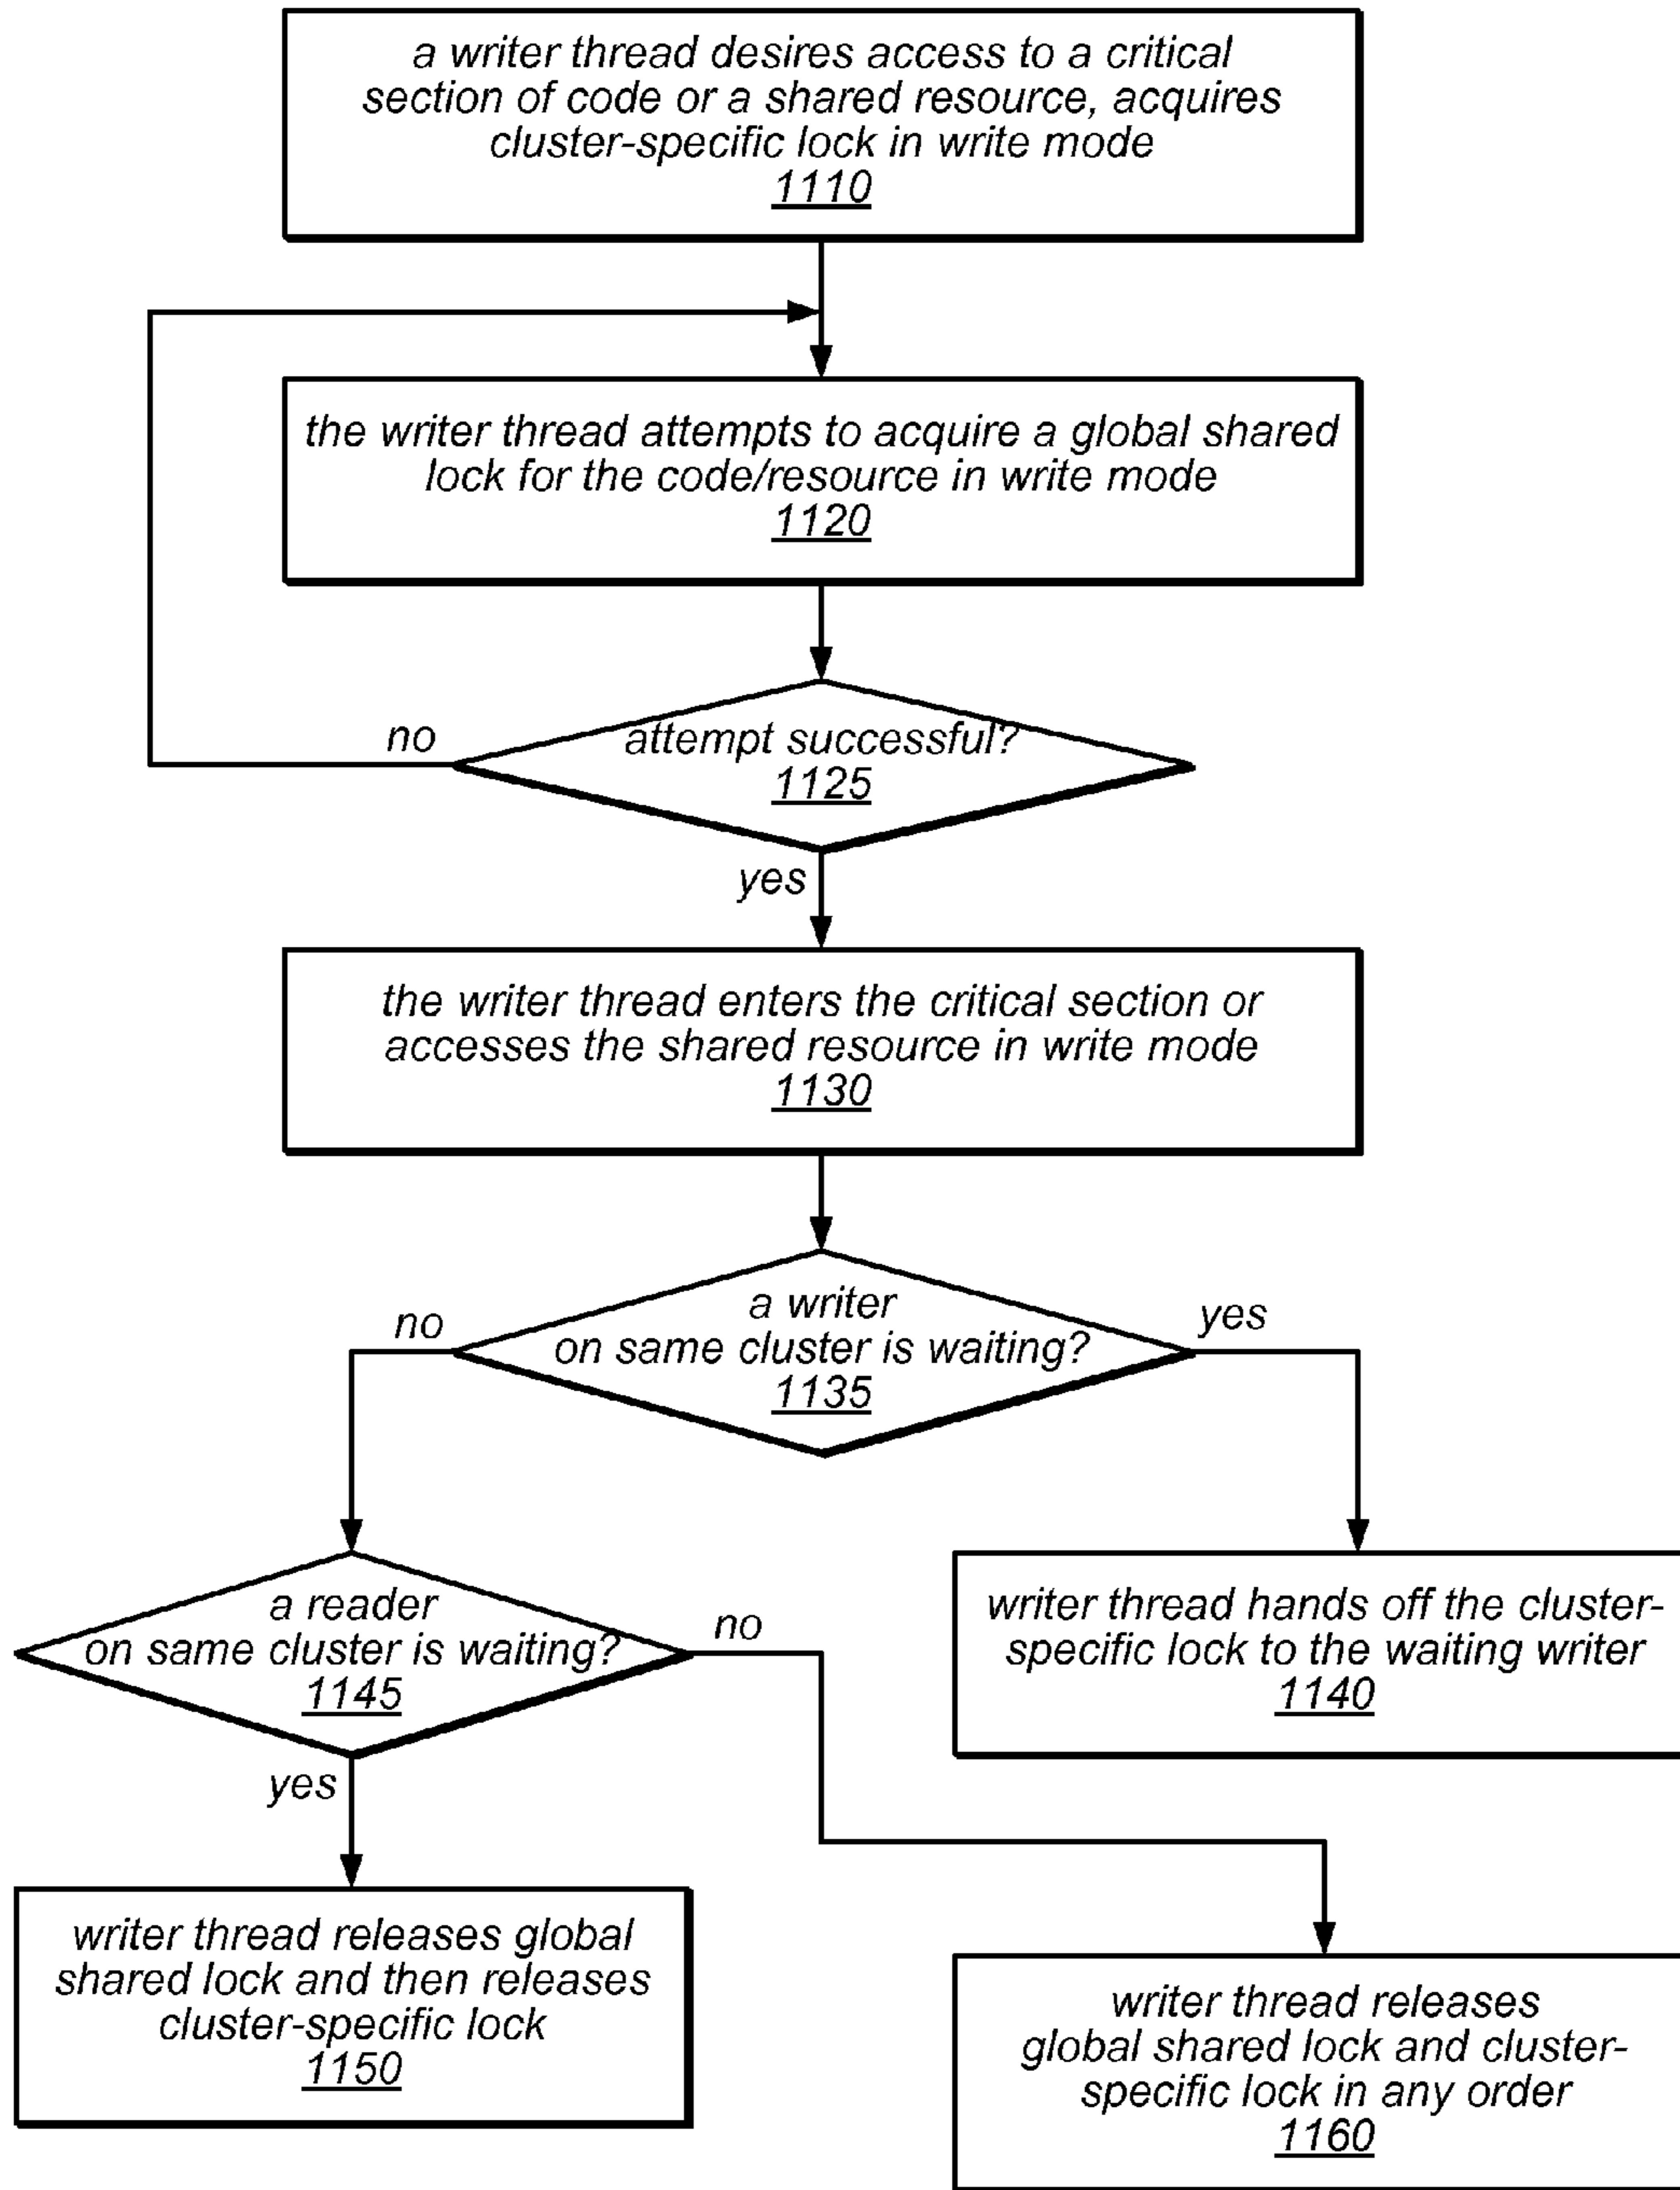 a writer thread desires access to a critical
section of code or a shared resource, acquires
cluster-specific lock in write mode
1110
the writer thread attempts to acquire a global shared
lock for the code/resource in write mode
1120
no
attempt successful?
1125
yes
the writer thread enters the critical section or
accesses the shared resource in write mode
1130
no
a writer
on same cluster is waiting?
1135
yes
a reader
on same cluster is waiting?
1145
no
yes
writer thread hands off the cluster-
specific lock to the waiting writer
1140
writer thread releases global
shared lock and then releases
cluster-specific lock
1150
writer thread releases
global shared lock and cluster-
specific lock in any order
1160